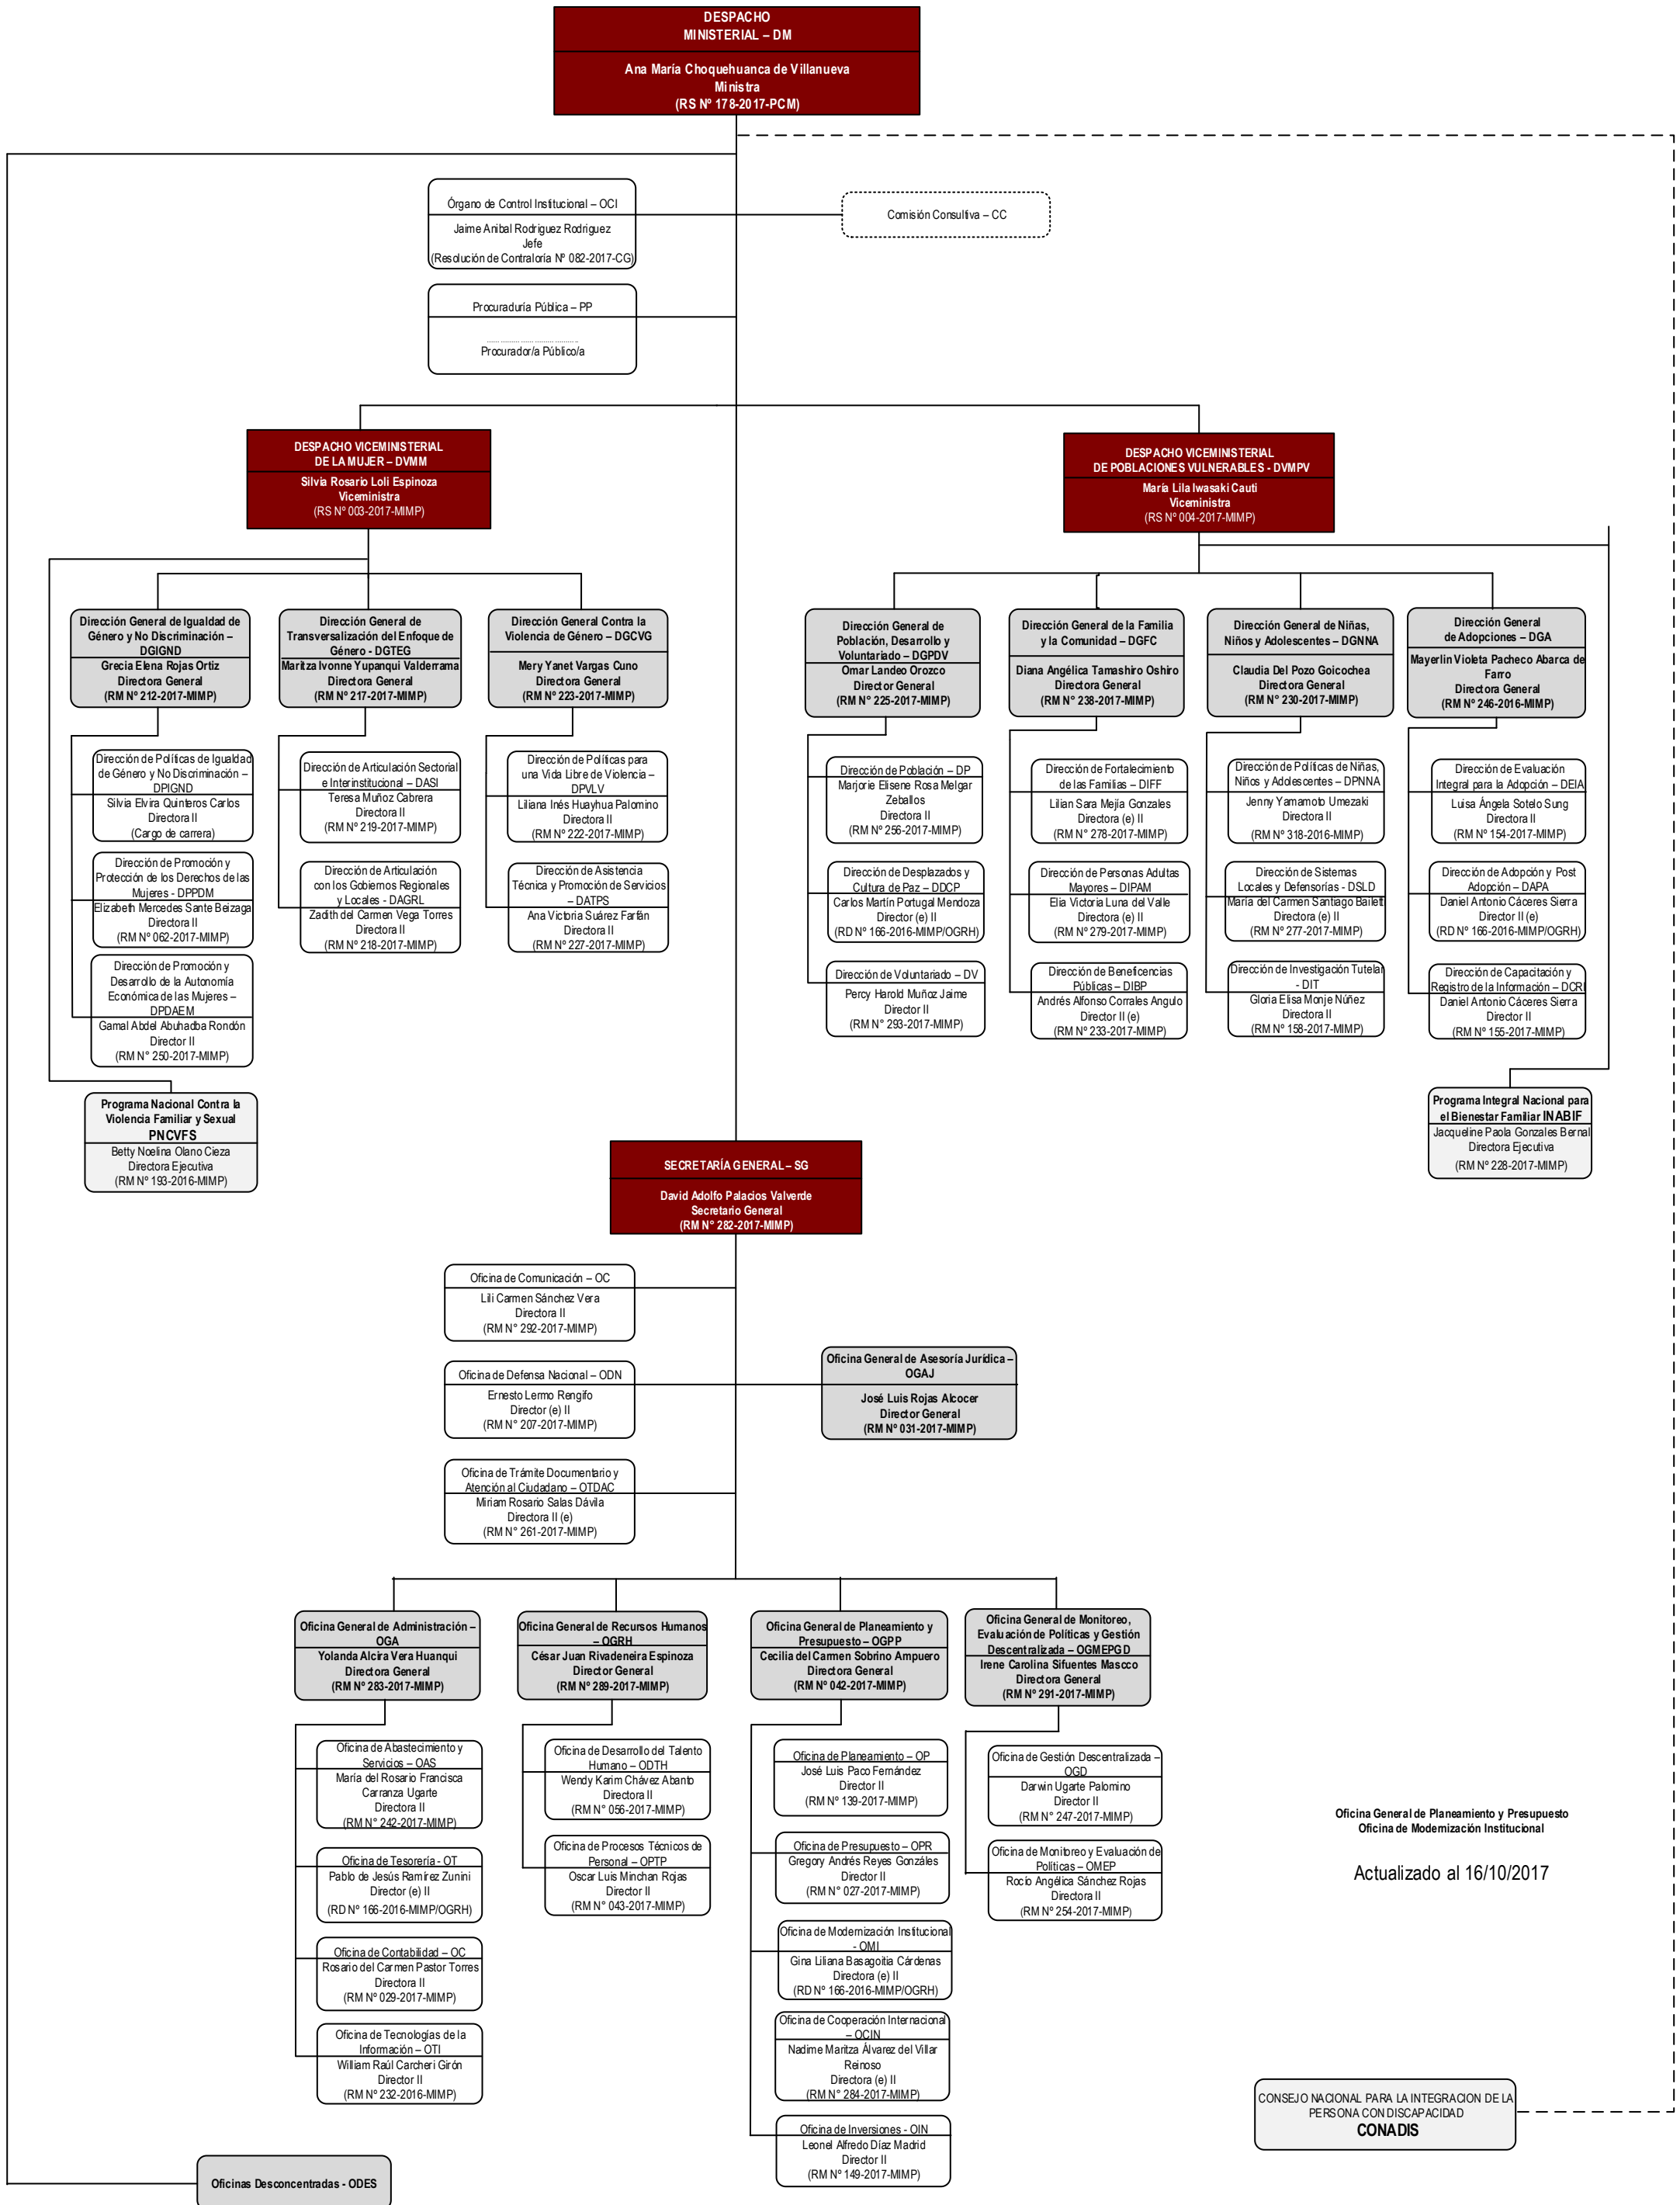 DESPACHO
MINISTERIAL – DM
Ana María Choquehuanca de Villanueva
Ministra
(RS Nº 178-2017-PCM)
Órgano de Control Institucional – OCI
Jaime Anibal Rodriguez Rodriguez
Jefe
(Resolución de Contraloría Nº 082-2017-CG)
Comisión Consultiva – CC
Procuraduría Pública – PP
........................................
Procurador/a Público/a
DESPACHO VICEMINISTERIAL
DE LA MUJER – DVMM
Silvia Rosario Loli Espinoza
Viceministra
(RS Nº 003-2017-MIMP)
DESPACHO VICEMINISTERIAL
DE POBLACIONES VULNERABLES - DVMPV
María Lila Iwasaki Cauti
Viceministra
(RS Nº 004-2017-MIMP)
Dirección General de Igualdad de
Género y No Discriminación –
DGIGND
Grecia Elena Rojas Ortiz
Directora General
(RM Nº 212-2017-MIMP)
Dirección General de
Transversalización del Enfoque de
Género - DGTEG
Maritza Ivonne Yupanqui Valderrama
Directora General
(RM Nº 217-2017-MIMP)
Dirección General Contra la
Violencia de Género – DGCVG
Mery Yanet Vargas Cuno
Directora General
(RM Nº 223-2017-MIMP)
Dirección General de
Población, Desarrollo y
Voluntariado – DGPDV
Omar Landeo Orozco
Director General
(RM N° 225-2017-MIMP)
Dirección General de la Familia
y la Comunidad – DGFC
Diana Angélica Tamashiro Oshiro
Directora General
(RM N° 238-2017-MIMP)
Dirección General de Niñas,
Niños y Adolescentes – DGNNA
Claudia Del Pozo Goicochea
Directora General
(RM N° 230-2017-MIMP)
Dirección General
de Adopciones – DGA
Mayerlin Violeta Pacheco Abarca de
Farro
Directora General
(RM Nº 246-2016-MIMP)
Dirección de Políticas de Igualdad
de Género y No Discriminación –
DPIGND
Silvia Elvira Quinteros Carlos
Directora II
(Cargo de carrera)
Dirección de Promoción y
Protección de los Derechos de las
Mujeres - DPPDM
Elizabeth Mercedes Sante Beizaga
Directora II
(RM Nº 062-2017-MIMP)
Dirección de Promoción y
Desarrollo de la Autonomía
Económica de las Mujeres –
DPDAEM
Gamal Abdel Abuhadba Rondón
Director II
(RM N° 250-2017-MIMP)
Dirección de Articulación Sectorial
e Interinstitucional – DASI
Teresa Muñoz Cabrera
Directora II
(RM Nº 219-2017-MIMP)
Dirección de Articulación
con los Gobiernos Regionales
y Locales - DAGRL
Zadith del Carmen Vega Torres
Directora II
(RM Nº 218-2017-MIMP)
Dirección de Políticas para
una Vida Libre de Violencia –
DPVLV
Liliana Inés Huayhua Palomino
Directora II
(RM Nº 222-2017-MIMP)
Dirección de Asistencia
Técnica y Promoción de Servicios
– DATPS
Ana Victoria Suárez Farfán
Directora II
(RM Nº 227-2017-MIMP)
Dirección de Población – DP
Marjorie Elisene Rosa Melgar
Zeballos
Directora II
(RM Nº 256-2017-MIMP)
Dirección de Desplazados y
Cultura de Paz – DDCP
Carlos Martín Portugal Mendoza
Director (e) II
(RD Nº 166-2016-MIMP/OGRH)
Dirección de Voluntariado – DV
Percy Harold Muñoz Jaime
Director II
(RM N° 293-2017-MIMP)
Dirección de Fortalecimiento
de las Familias – DIFF
Lilian Sara Mejía Gonzales
Directora (e) II
(RM N° 278-2017-MIMP)
Dirección de Personas Adultas
Mayores – DIPAM
Elia Victoria Luna del Valle
Directora (e) II
(RM N° 279-2017-MIMP)
Dirección de Beneficencias
Públicas – DIBP
Andrés Alfonso Corrales Angulo
Director II (e)
(RM N° 233-2017-MIMP)
Dirección de Políticas de Niñas,
Niños y Adolescentes – DPNNA
Jenny Yamamoto Umezaki
Directora II
(RM Nº 318-2016-MIMP)
Dirección de Sistemas
Locales y Defensorías - DSLD
María del Carmen Santiago Bailett
Directora (e) II
(RM N° 277-2017-MIMP)
Dirección de Investigación Tutelar
- DIT
Gloria Elisa Monje Núñez
Directora II
(RM N° 158-2017-MIMP)
Dirección de Evaluación
Integral para la Adopción – DEIA
Luisa Ángela Sotelo Sung
Directora II
(RM N° 154-2017-MIMP)
Dirección de Adopción y Post
Adopción – DAPA
Daniel Antonio Cáceres Sierra
Director II (e)
(RD N° 166-2016-MIMP/OGRH)
Dirección de Capacitación y
Registro de la Información – DCRI
Daniel Antonio Cáceres Sierra
Director II
(RM N° 155-2017-MIMP)
Programa Nacional Contra la
Violencia Familiar y Sexual
PNCVFS
Betty Noelina Olano Cieza
Directora Ejecutiva
(RM Nº 193-2016-MIMP)
Programa Integral Nacional para
el Bienestar Familiar INABIF
Jacqueline Paola Gonzales Bernal
Directora Ejecutiva
(RM Nº 228-2017-MIMP)
SECRETARÍA GENERAL – SG
David Adolfo Palacios Valverde
Secretario General
(RM N° 282-2017-MIMP)
Oficina de Comunicación – OC
Lili Carmen Sánchez Vera
Directora II
(RM N° 292-2017-MIMP)
Oficina de Defensa Nacional – ODN
Ernesto Lermo Rengifo
Director (e) II
(RM N° 207-2017-MIMP)
Oficina General de Asesoría Jurídica –
OGAJ
José Luis Rojas Alcocer
Director General
(RM Nº 031-2017-MIMP)
Oficina de Trámite Documentario y
Atención al Ciudadano – OTDAC
Miriam Rosario Salas Dávila
Directora II (e)
(RM N° 261-2017-MIMP)
Oficina General de Administración –
OGA
Yolanda Alcira Vera Huanqui
Directora General
(RM N° 283-2017-MIMP)
Oficina General de Recursos Humanos
– OGRH
César Juan Rivadeneira Espinoza
Director General
(RM N° 289-2017-MIMP)
Oficina General de Planeamiento y
Presupuesto – OGPP
Cecilia del Carmen Sobrino Ampuero
Directora General
(RM Nº 042-2017-MIMP)
Oficina General de Monitoreo,
Evaluación de Políticas y Gestión
Descentralizada – OGMEPGD
Irene Carolina Sifuentes Mascco
Directora General
(RM N° 291-2017-MIMP)
Oficina de Abastecimiento y
Servicios – OAS
María del Rosario Francisca
Carranza Ugarte
Directora II
(RM N° 242-2017-MIMP)
Oficina de Tesorería - OT
Pablo de Jesús Ramírez Zunini
Director (e) II
(RD Nº 166-2016-MIMP/OGRH)
Oficina de Contabilidad – OC
Rosario del Carmen Pastor Torres
Directora II
(RM Nº 029-2017-MIMP)
Oficina de Tecnologías de la
Información – OTI
William Raúl Carcheri Girón
Director II
(RM N° 232-2016-MIMP)
Oficina de Desarrollo del Talento
Humano – ODTH
Wendy Karim Chávez Abanto
Directora II
(RM N° 056-2017-MIMP)
Oficina de Procesos Técnicos de
Personal – OPTP
Oscar Luis Minchan Rojas
Director II
(RM N° 043-2017-MIMP)
Oficina de Planeamiento – OP
José Luis Paco Fernández
Director II
(RM N° 139-2017-MIMP)
Oficina de Presupuesto – OPR
Gregory Andrés Reyes Gonzáles
Director II
(RM N° 027-2017-MIMP)
Oficina de Modernización Institucional
- OMI
Gina Liliana Basagoitia Cárdenas
Directora (e) II
(RD Nº 166-2016-MIMP/OGRH)
Oficina de Cooperación Internacional
– OCIN
Nadime Maritza Álvarez del Villar
Reinoso
Directora (e) II
(RM N° 284-2017-MIMP)
Oficina de Inversiones - OIN
Leonel Alfredo Díaz Madrid
Director II
(RM N° 149-2017-MIMP)
Oficina de Gestión Descentralizada –
OGD
Darwin Ugarte Palomino
Director II
(RM N° 247-2017-MIMP)
Oficina de Monitoreo y Evaluación de
Políticas – OMEP
Rocío Angélica Sánchez Rojas
Directora II
(RM N° 254-2017-MIMP)
Oficina General de Planeamiento y Presupuesto
Oficina de Modernización Institucional
Actualizado al 16/10/2017
CONSEJO NACIONAL PARA LA INTEGRACION DE LA
PERSONA CON DISCAPACIDAD
CONADIS
Oficinas Desconcentradas - ODES